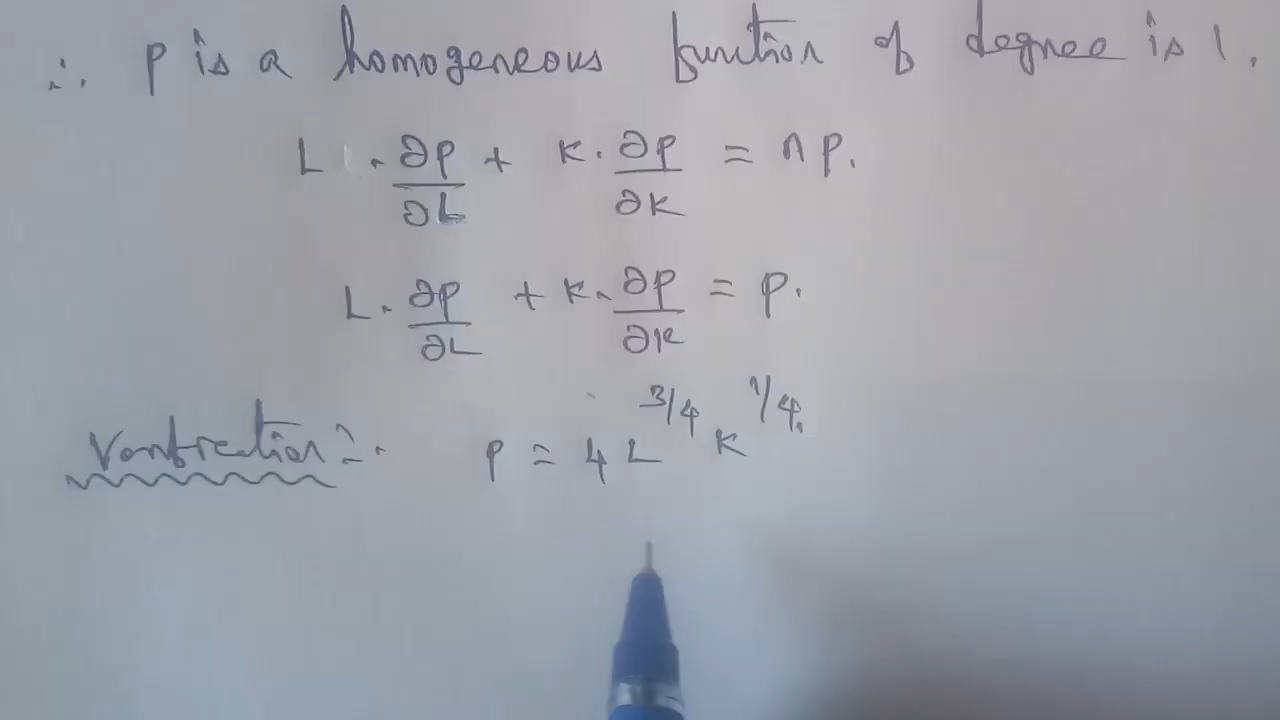 ∴ p is a homogeneous function of degree is 1.
L . ∂p/∂L + K . ∂p/∂K = n p.
L . ∂p/∂L + K . ∂p/∂K = p.
Verification :- p = 4 L^3/4 K^1/4.